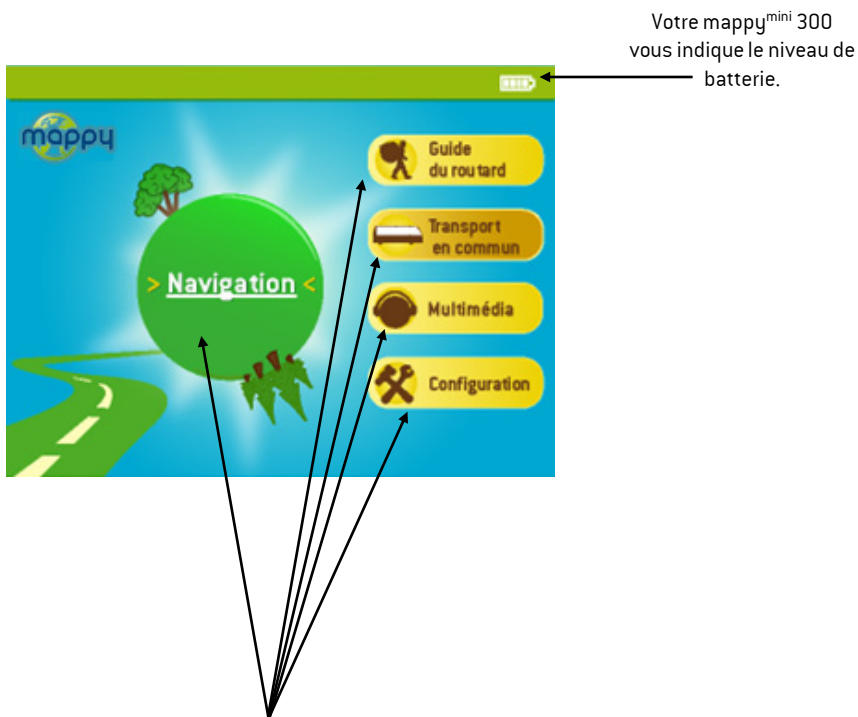 Votre mappymini 300
vous indique le niveau de
batterie.
mappy
Guide
du routard
Transport
en commun
> Navigation <
Multimédia
Configuration